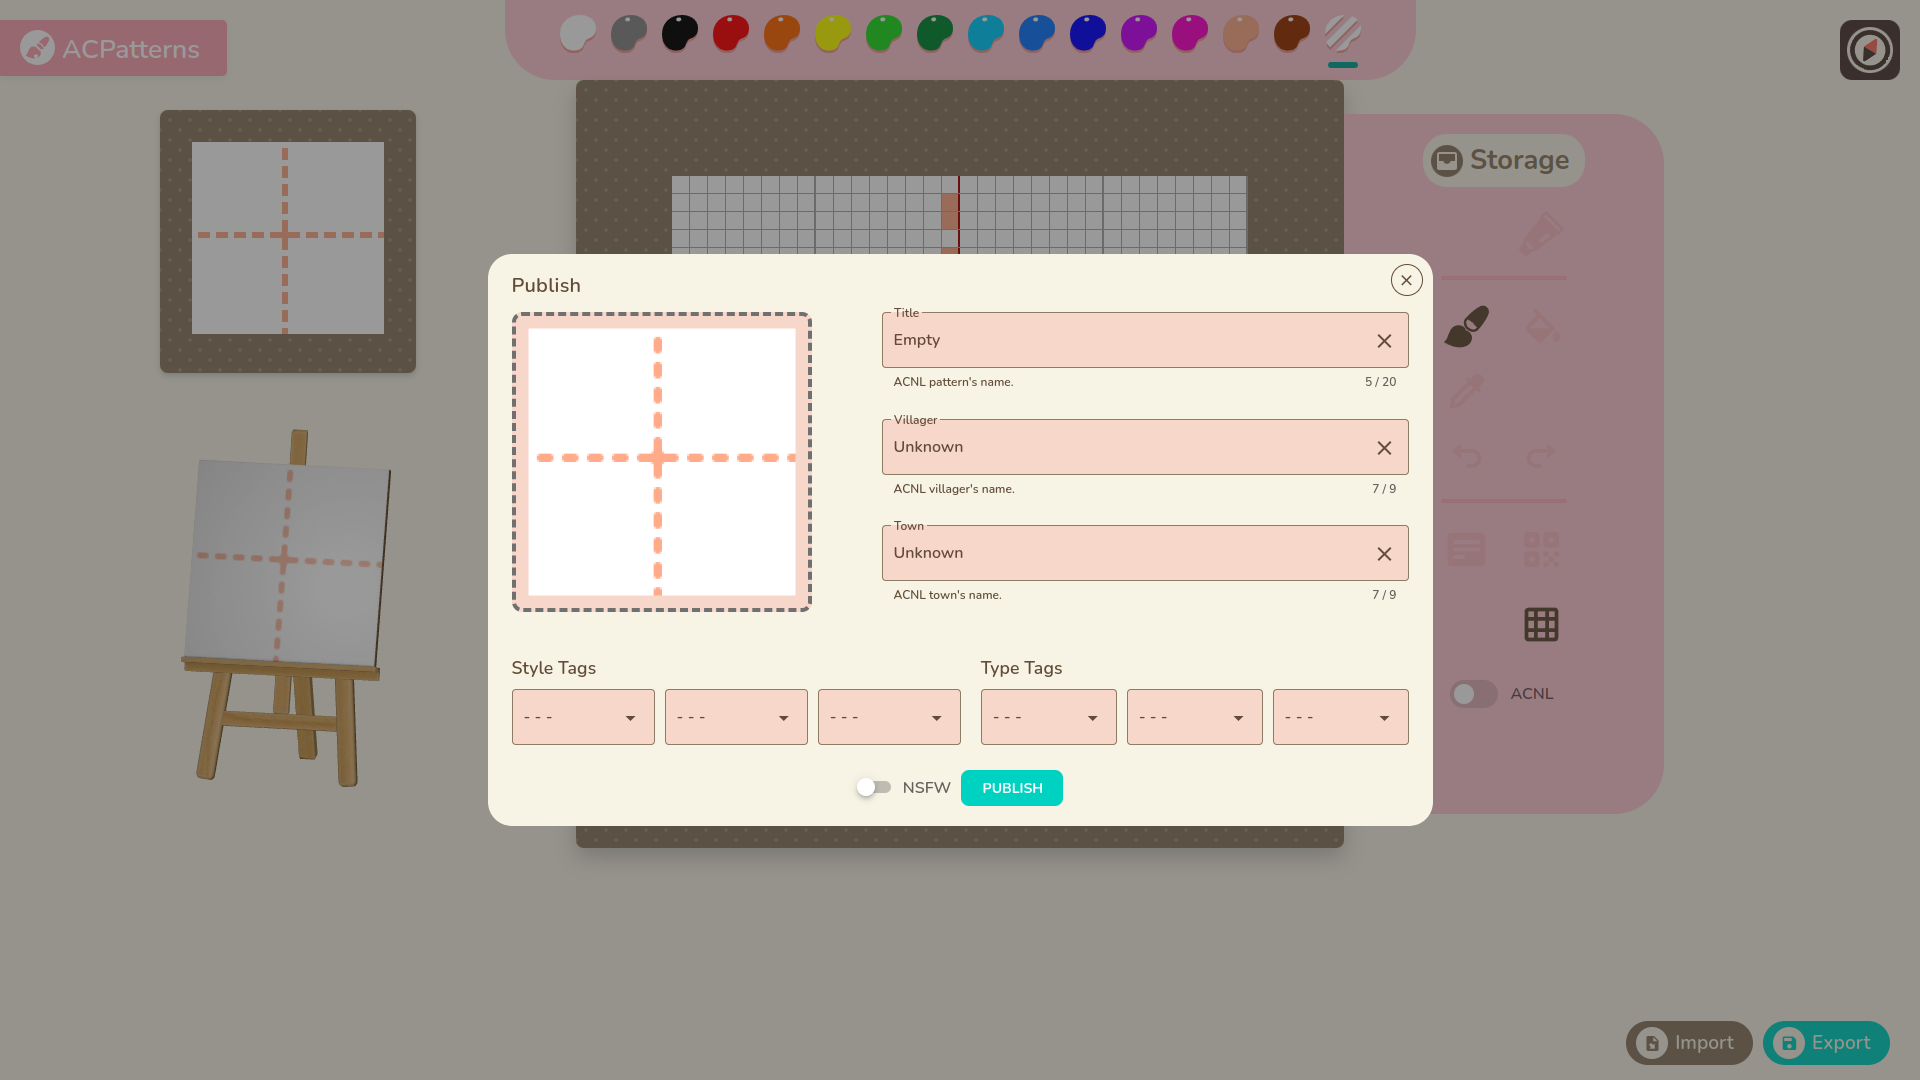 ACPatterns
Storage
Publish
Title
Empty
ACNL pattern's name.
5 / 20
Villager
Unknown
ACNL villager's name.
7 / 9
Town
Unknown
ACNL town's name.
7 / 9
ACNL
Style Tags
Type Tags
- - -
- - -
- - -
- - -
- - -
- - -
NSFW
PUBLISH
Import
Export